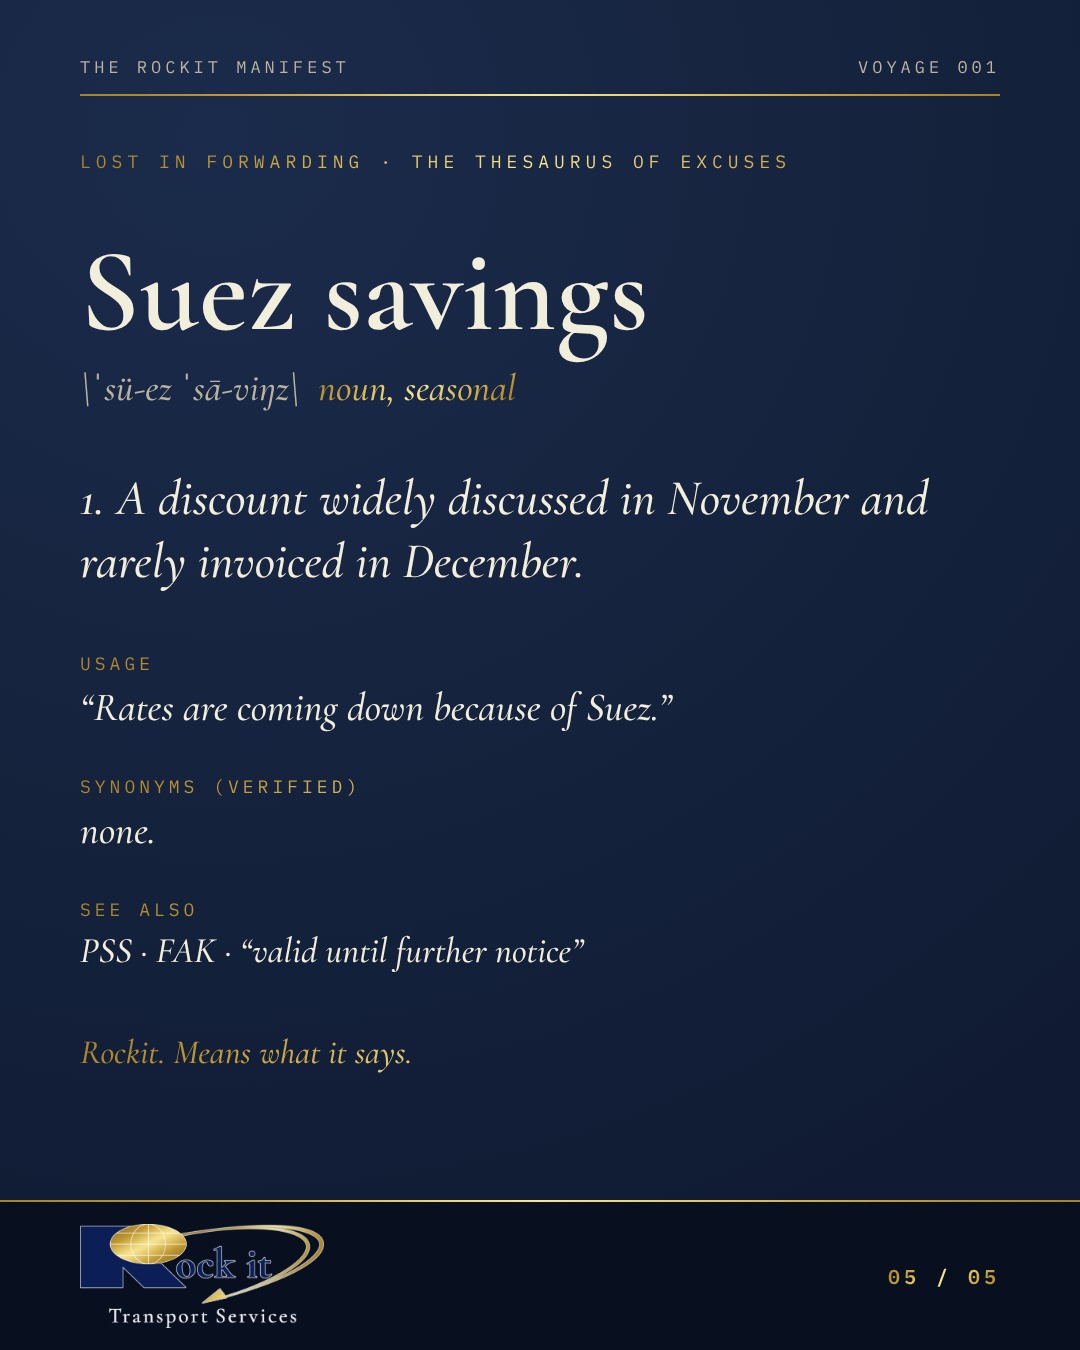 THE ROCKIT MANIFEST
VOYAGE 001
LOST IN FORWARDING · THE THESAURUS OF EXCUSES
Suez savings
\ˈsü-ez ˈsā-viŋz\ noun, seasonal
1. A discount widely discussed in November and
rarely invoiced in December.
USAGE
“Rates are coming down because of Suez.”
SYNONYMS (VERIFIED)
none.
SEE ALSO
PSS · FAK · “valid until further notice”
Rockit. Means what it says.
Rock it
Transport Services
05 / 05